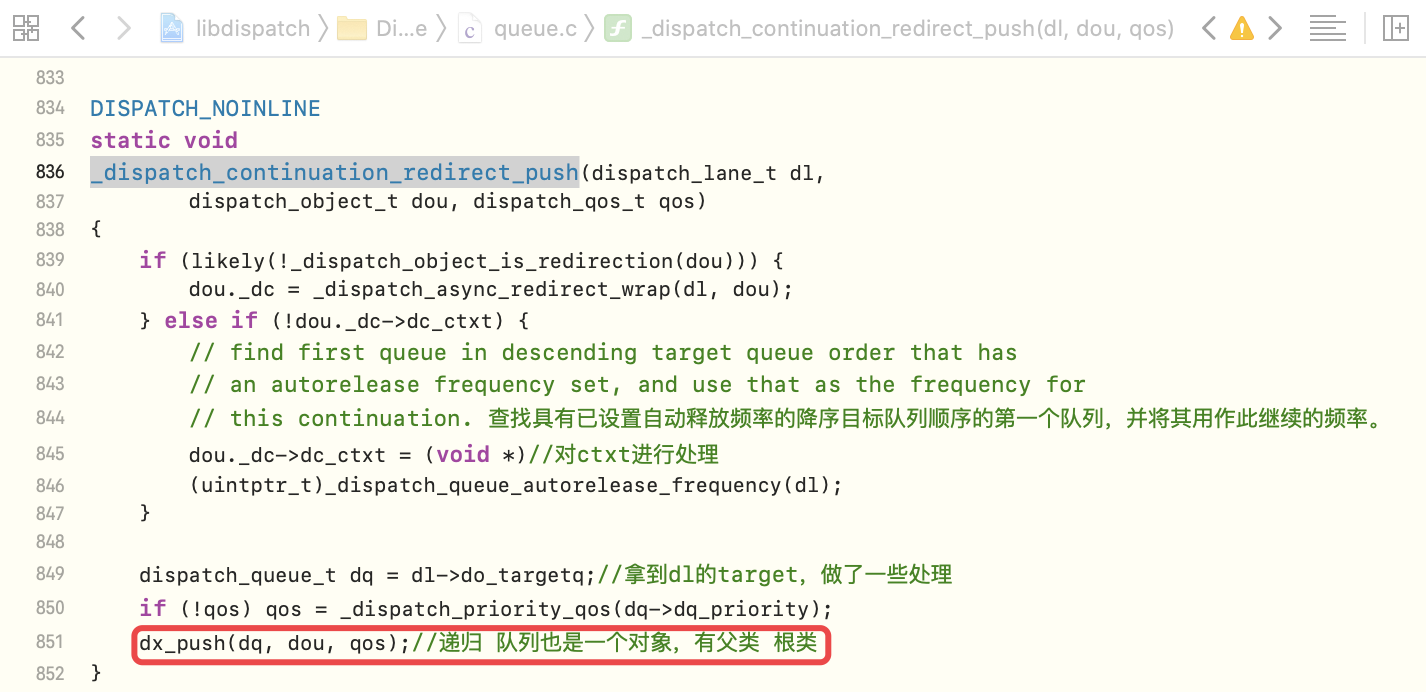 libdispatch 〉 Di...e 〉 c queue.c 〉 f _dispatch_continuation_redirect_push(dl, dou, qos)
833
834 DISPATCH_NOINLINE
835 static void
836 _dispatch_continuation_redirect_push(dispatch_lane_t dl,
837 dispatch_object_t dou, dispatch_qos_t qos)
838 {
839 if (likely(!_dispatch_object_is_redirection(dou))) {
840 dou._dc = _dispatch_async_redirect_wrap(dl, dou);
841 } else if (!dou._dc->dc_ctxt) {
842 // find first queue in descending target queue order that has
843 // an autorelease frequency set, and use that as the frequency for
844 // this continuation. 查找具有已设置自动释放频率的降序目标队列顺序的第一个队列，并将其用作此继续的频率。
845 dou._dc->dc_ctxt = (void *)//对ctxt进行处理
846 (uintptr_t)_dispatch_queue_autorelease_frequency(dl);
847 }
848
849 dispatch_queue_t dq = dl->do_targetq;//拿到dl的target，做了一些处理
850 if (!qos) qos = _dispatch_priority_qos(dq->dq_priority);
851 dx_push(dq, dou, qos);//递归 队列也是一个对象，有父类 根类
852 }